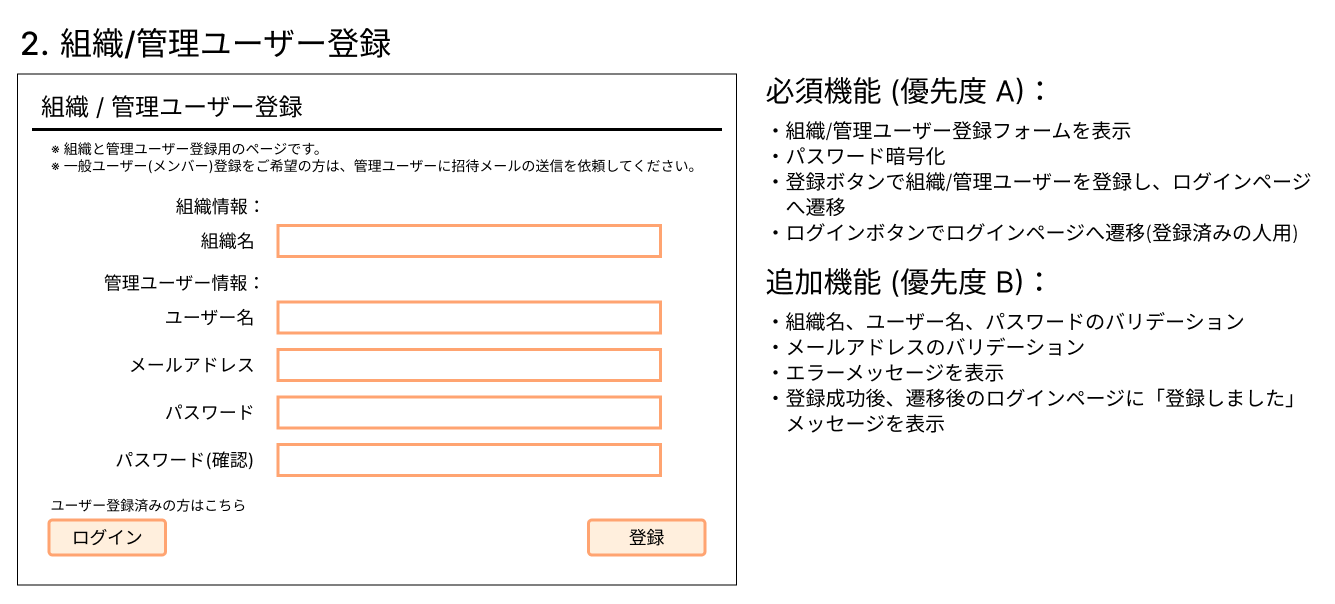 2. 組織/管理ユーザー登録
組織 / 管理ユーザー登録
※ 組織と管理ユーザー登録用のページです。
※ 一般ユーザー(メンバー)登録をご希望の方は、管理ユーザーに招待メールの送信を依頼してください。
組織情報：
組織名
管理ユーザー情報：
ユーザー名
メールアドレス
パスワード
パスワード(確認)
ユーザー登録済みの方はこちら
ログイン
登録
必須機能 (優先度 A)：
・組織/管理ユーザー登録フォームを表示
・パスワード暗号化
・登録ボタンで組織/管理ユーザーを登録し、ログインページ
へ遷移
・ログインボタンでログインページへ遷移(登録済みの人用)
追加機能 (優先度 B)：
・組織名、ユーザー名、パスワードのバリデーション
・メールアドレスのバリデーション
・エラーメッセージを表示
・登録成功後、遷移後のログインページに「登録しました」
メッセージを表示